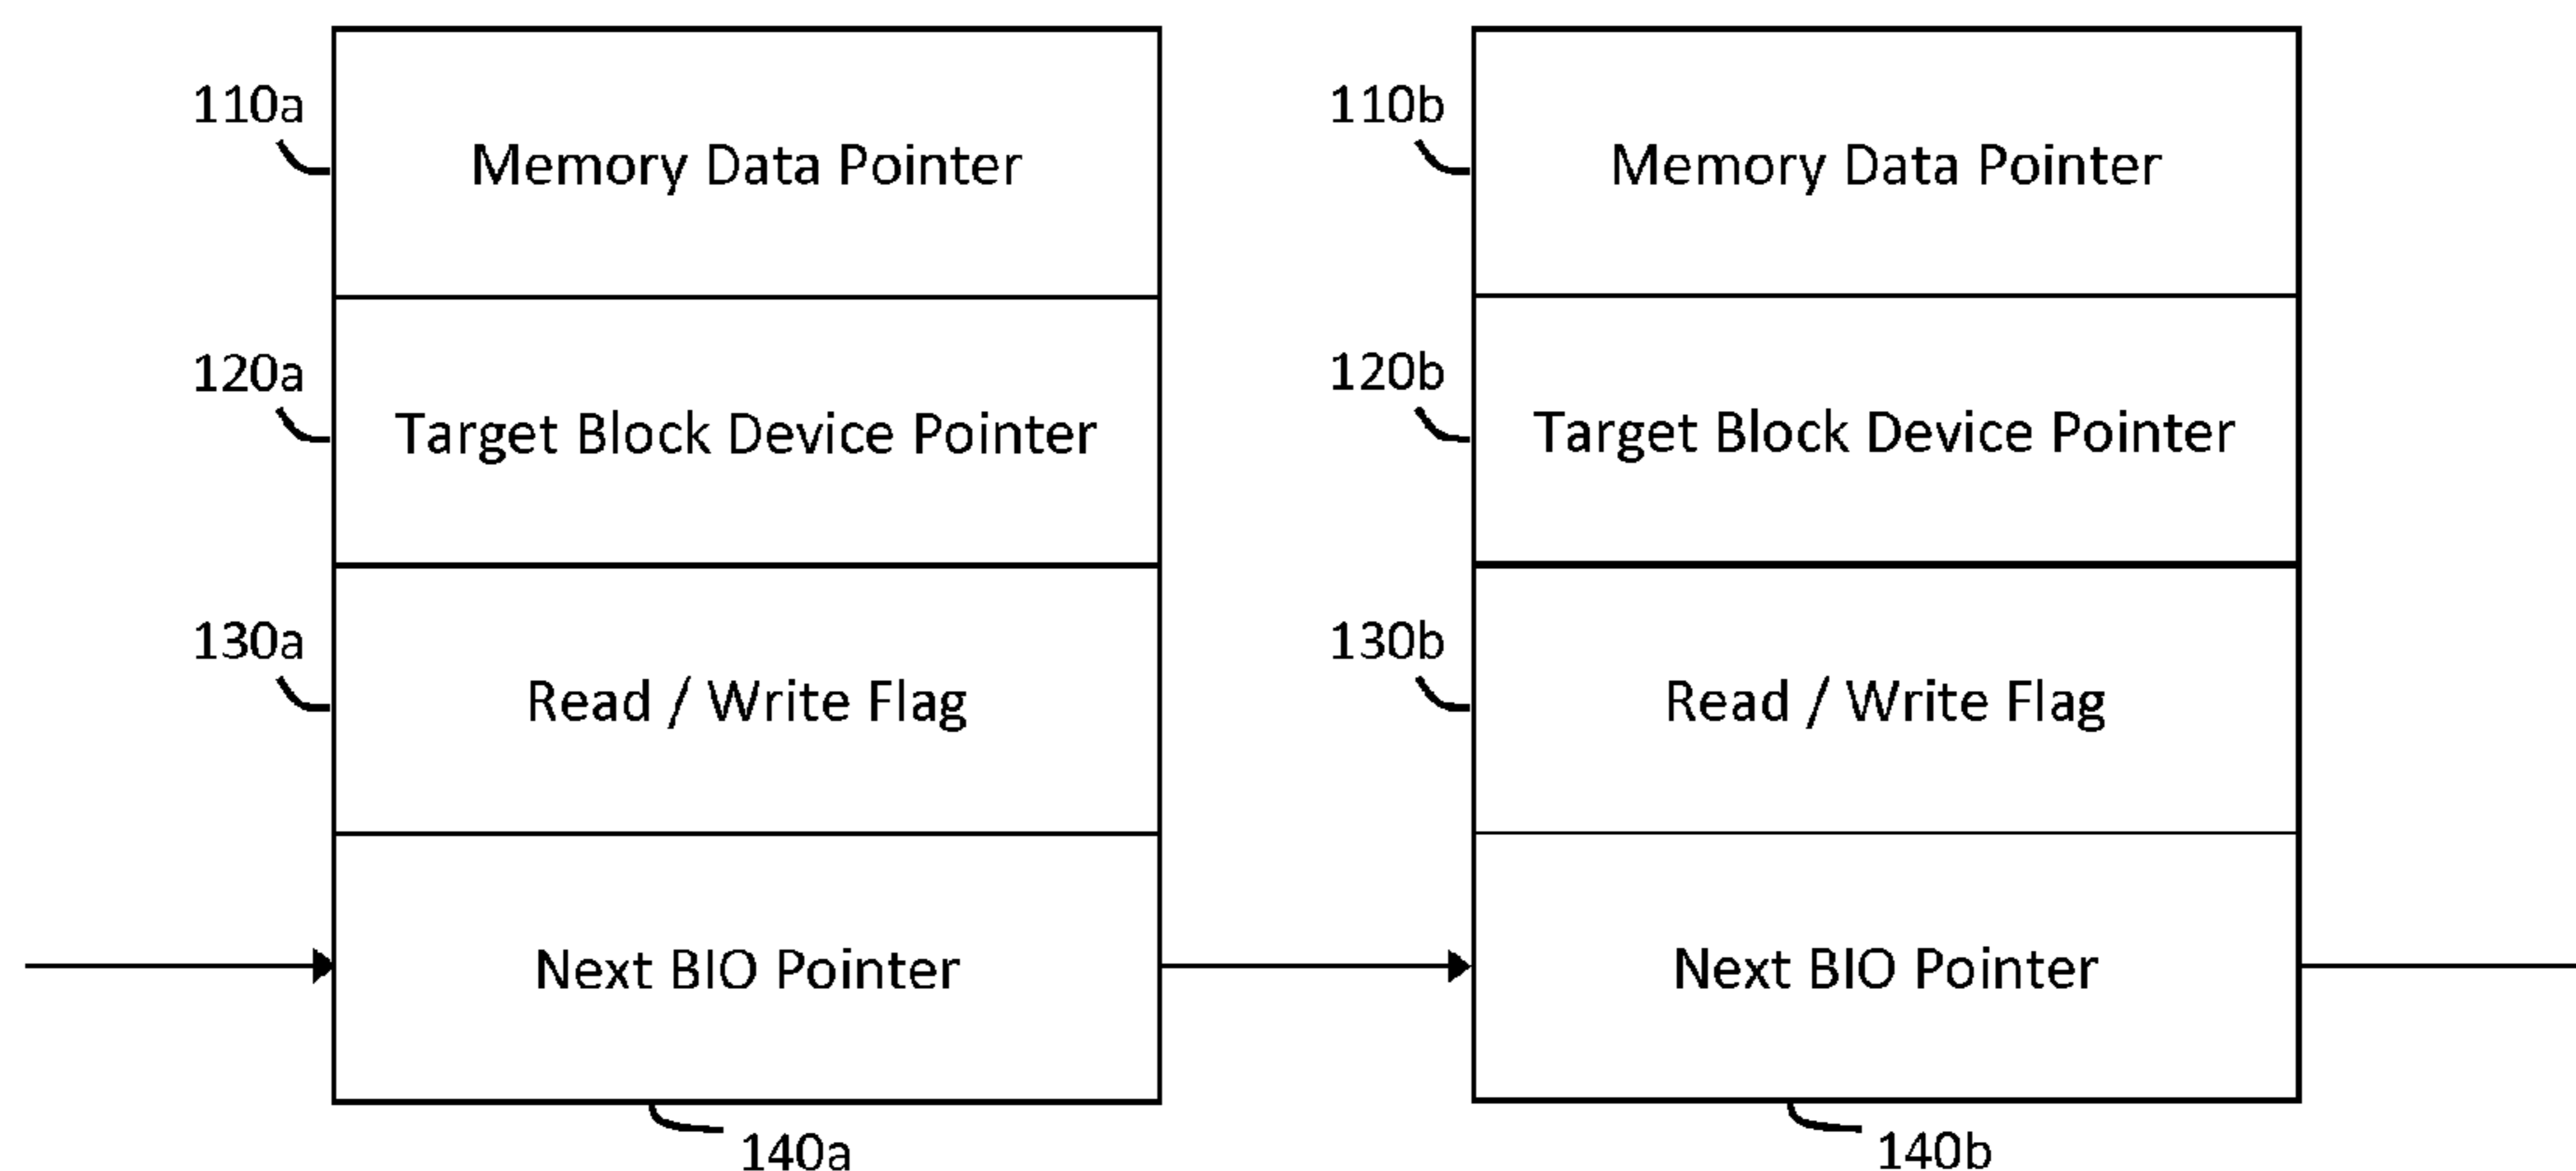 110a
Memory Data Pointer
120a
Target Block Device Pointer
130a
Read / Write Flag
Next BIO Pointer
140a
110b
Memory Data Pointer
120b
Target Block Device Pointer
130b
Read / Write Flag
Next BIO Pointer
140b